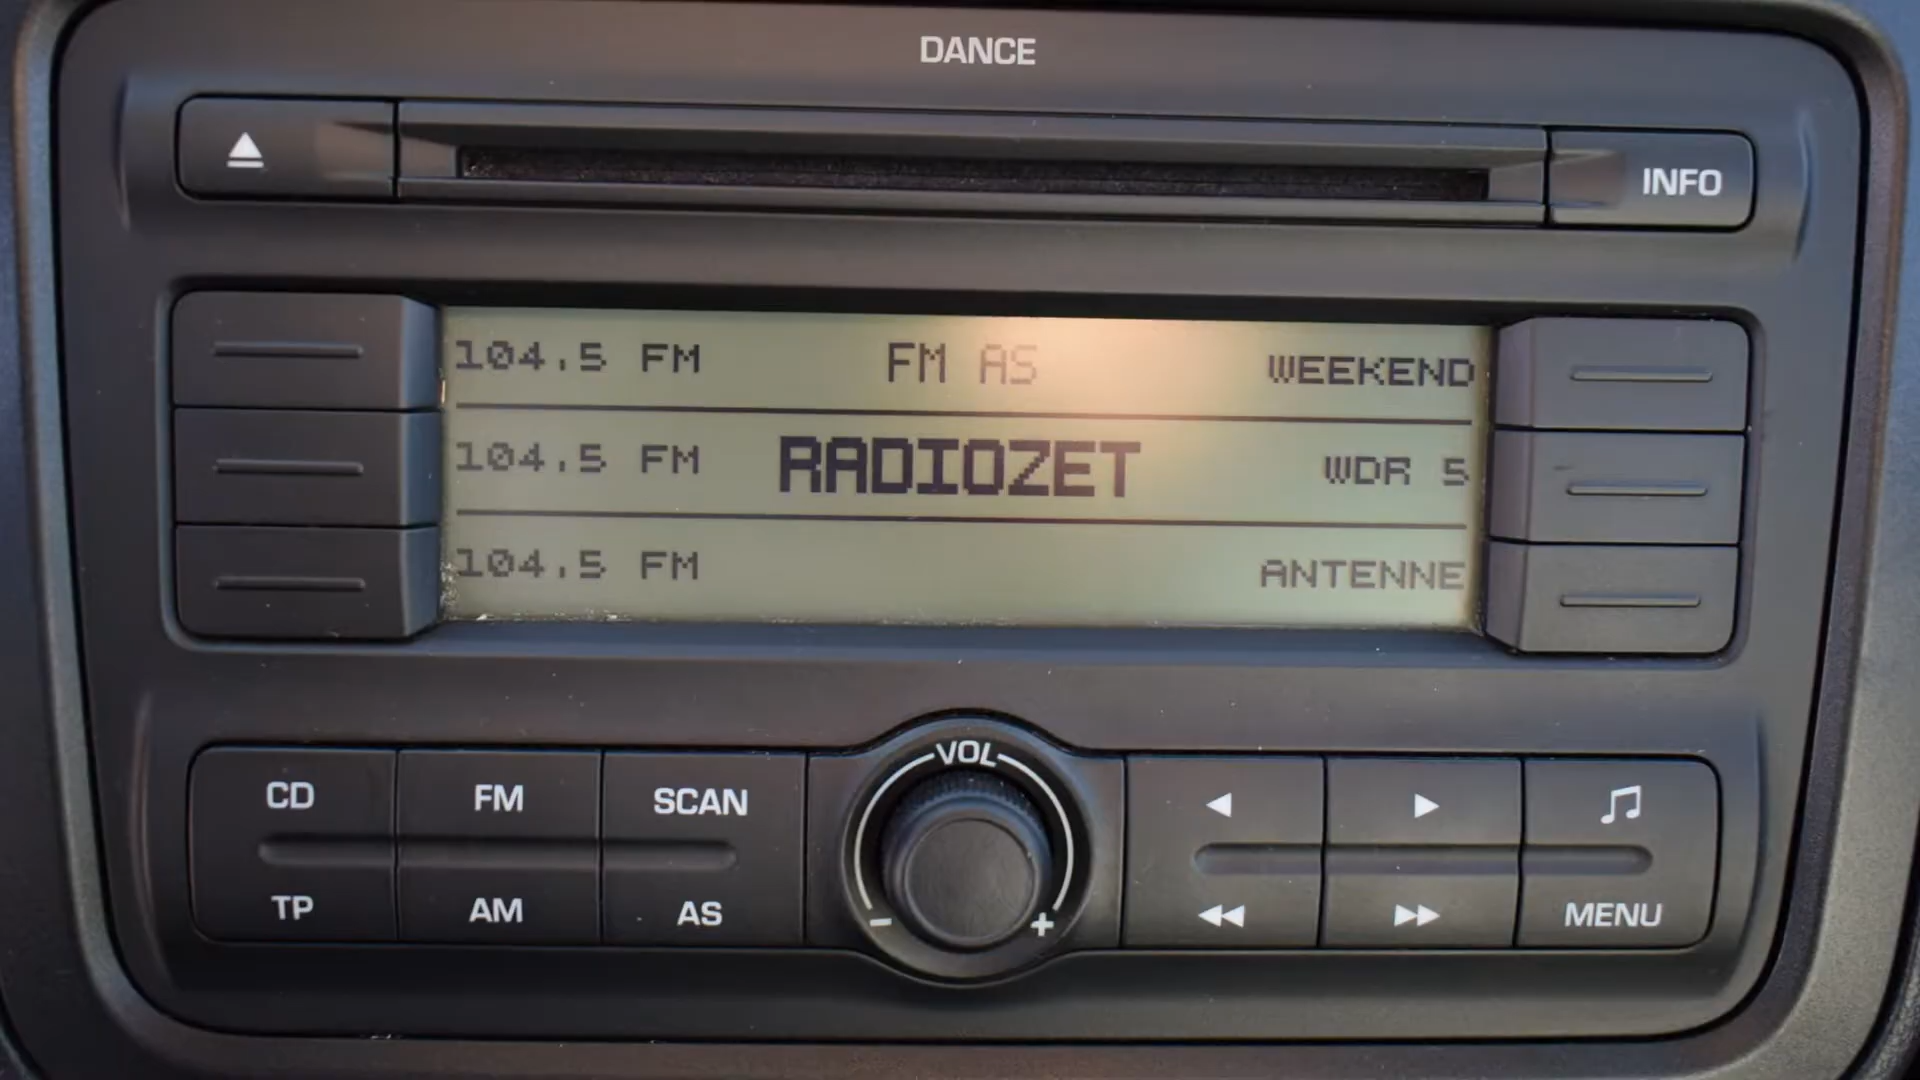 DANCE
INFO
104.5 FM FM AS WEEKEND
104.5 FM RADIOZET WDR 5
104.5 FM ANTENNE
VOL
CD FM SCAN
- +
TP AM AS MENU